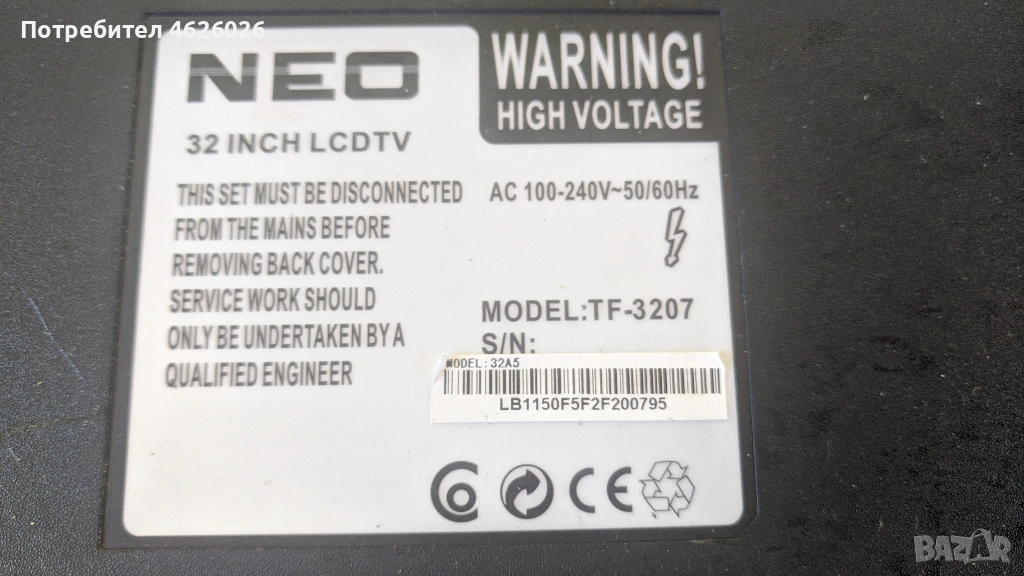 Потребител 4626026
NEO
32 INCH LCDTV
WARNING!
HIGH VOLTAGE
THIS SET MUST BE DISCONNECTED
FROM THE MAINS BEFORE
REMOVING BACK COVER.
SERVICE WORK SHOULD
ONLY BE UNDERTAKEN BY A
QUALIFIED ENGINEER
AC 100-240V~50/60Hz
MODEL:TF-3207
S/N:
MODEL:32A5
LB1150F5F2F200795
CE
BAZAR